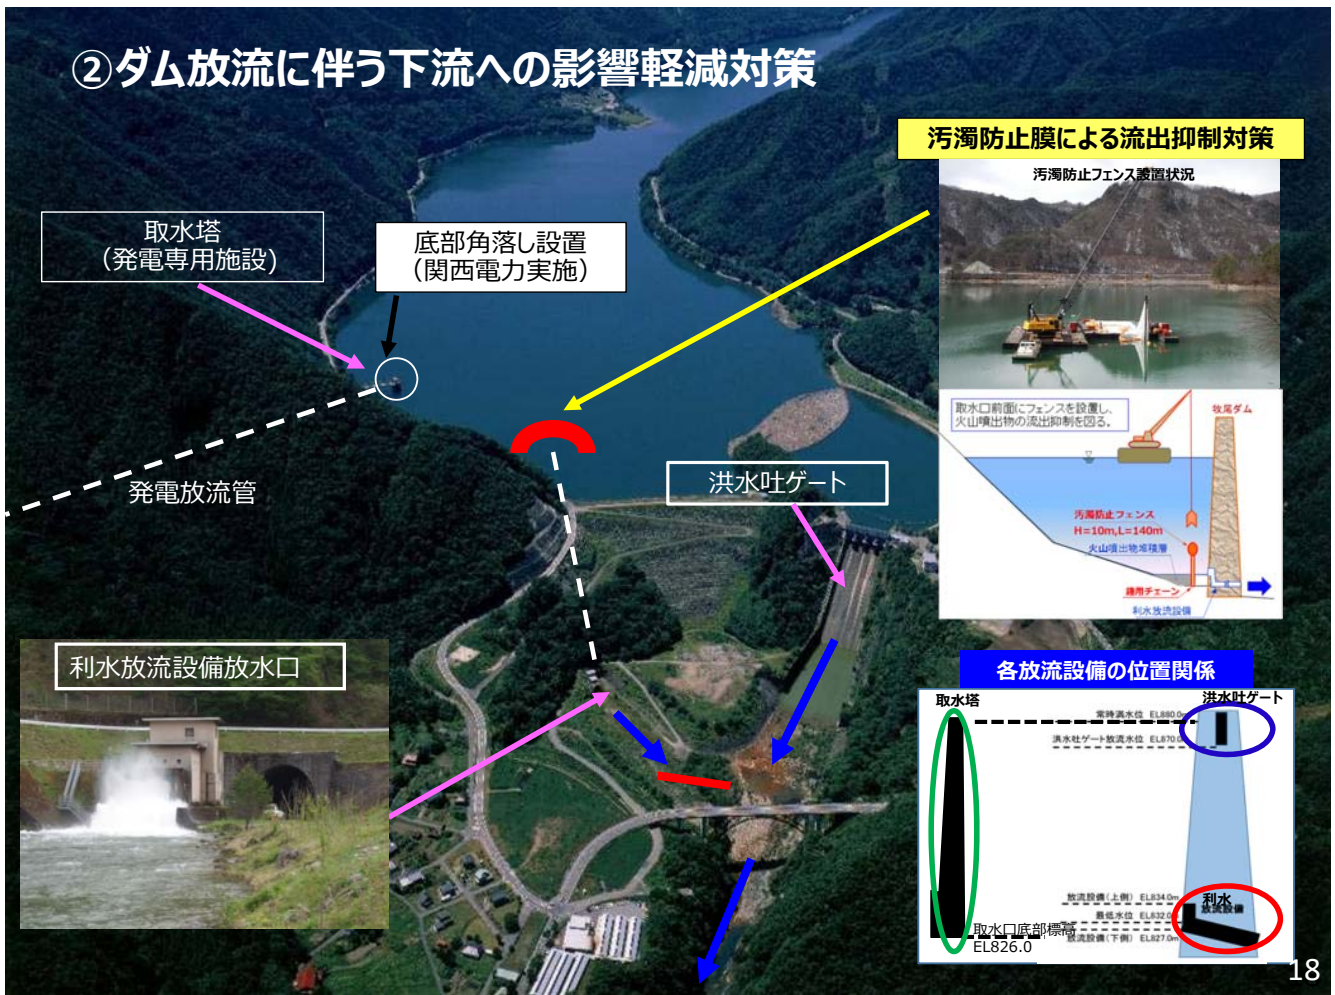 ②ダム放流に伴う下流への影響軽減対策
汚濁防止膜による流出抑制対策
汚濁防止フェンス設置状況
取水塔
（発電専用施設）
底部角落し設置
（関西電力実施）
取水口前面にフェンスを設置し、
火山噴出物の流出抑制を図る。
牧尾ダム
汚濁防止フェンス
H=10m,L=140m
火山噴出物堆積層
錘用チェーン
利水放流設備
発電放流管
洪水吐ゲート
利水放流設備放水口
各放流設備の位置関係
取水塔
洪水吐ゲート
常時満水位 EL880.0m
洪水吐ゲート放流水位 EL870.0
放流設備(上側) EL834.0m
最低水位 EL832.0
放流設備(下側) EL827.0m
利水
放流設備
取水口底部標高
EL826.0
18